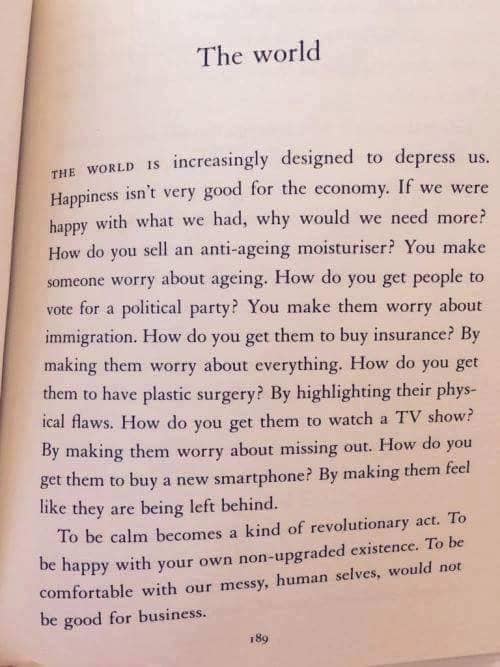 The world
THE WORLD IS increasingly designed to depress us.
Happiness isn't very good for the economy. If we were
happy with what we had, why would we need more?
How do you sell an anti-ageing moisturiser? You make
someone worry about ageing. How do you get people to
vote for a political party? You make them worry about
immigration. How do you get them to buy insurance? By
making them worry about everything. How do you get
them to have plastic surgery? By highlighting their phys-
ical flaws. How do you get them to watch a TV show?
By making them worry about missing out. How do you
get them to buy a new smartphone? By making them feel
like they are being left behind.
To be calm becomes a kind of revolutionary act. To
be happy with your own non-upgraded existence. To be
comfortable with our messy, human selves, would not
be good for business.
189